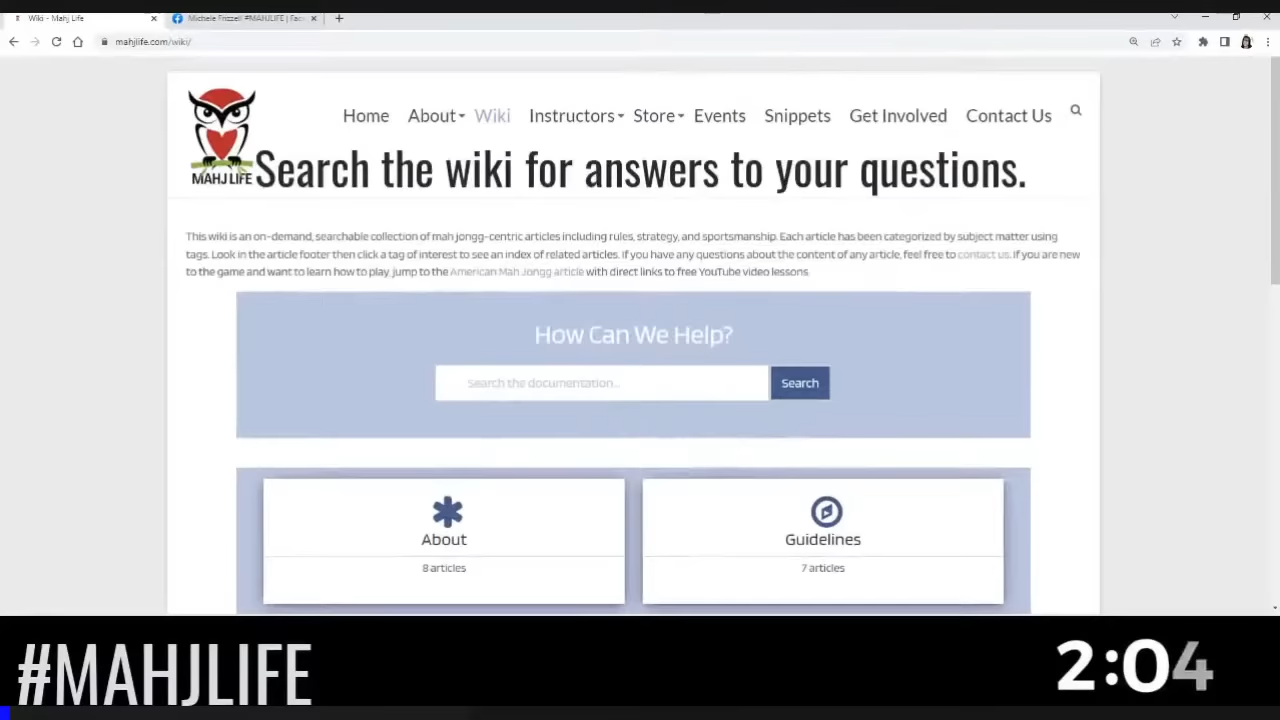 Wiki - Mahj Life
Michele Frizzell #MAHJLIFE | Face
mahjlife.com/wiki/
Home About Wiki Instructors Store Events Snippets Get Involved Contact Us
MAHJ LIFE
Search the wiki for answers to your questions.
This wiki is an on-demand, searchable collection of mah jongg-centric articles including rules, strategy, and sportsmanship. Each article has been categorized by subject matter using
tags. Look in the article footer then click a tag of interest to see an index of related articles. If you have any questions about the content of any article, feel free to contact us. If you are new
to the game and want to learn how to play, jump to the American Mah Jongg article with direct links to free YouTube video lessons.
How Can We Help?
Search the documentation...
Search
About
8 articles
Guidelines
7 articles
#MAHJLIFE
2:04